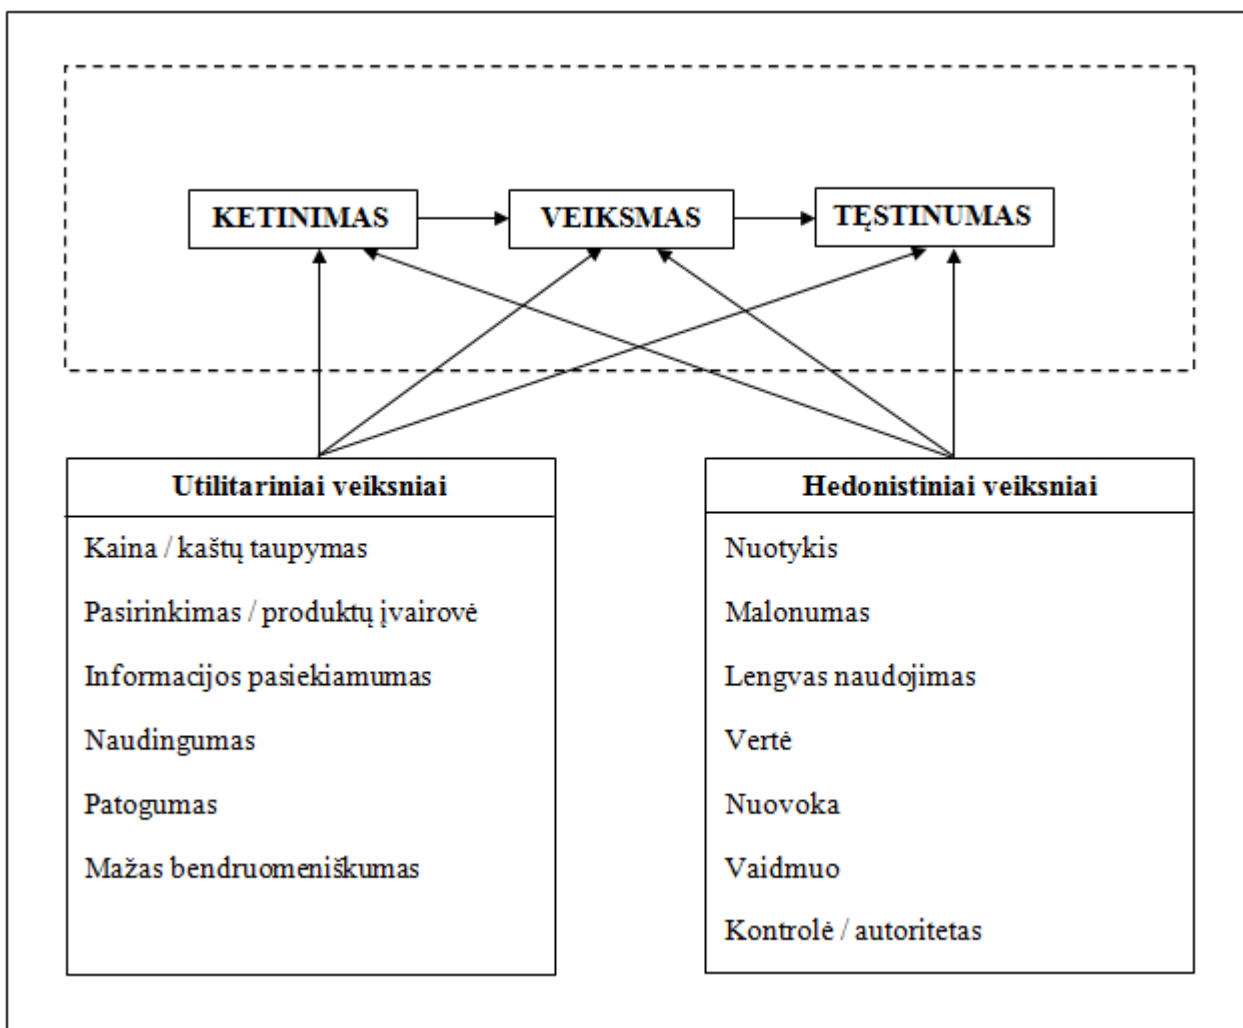 KETINIMAS
VEIKSMAS
TĘSTINUMAS
Utilitariniai veiksniai
Kaina / kaštų taupymas
Pasirinkimas / produktų įvairovė
Informacijos pasiekiamumas
Naudingumas
Patogumas
Mažas bendruomeniškumas
Hedonistiniai veiksniai
Nuotykis
Malonumas
Lengvas naudojimas
Vertė
Nuovoka
Vaidmuo
Kontrolė / autoritetas